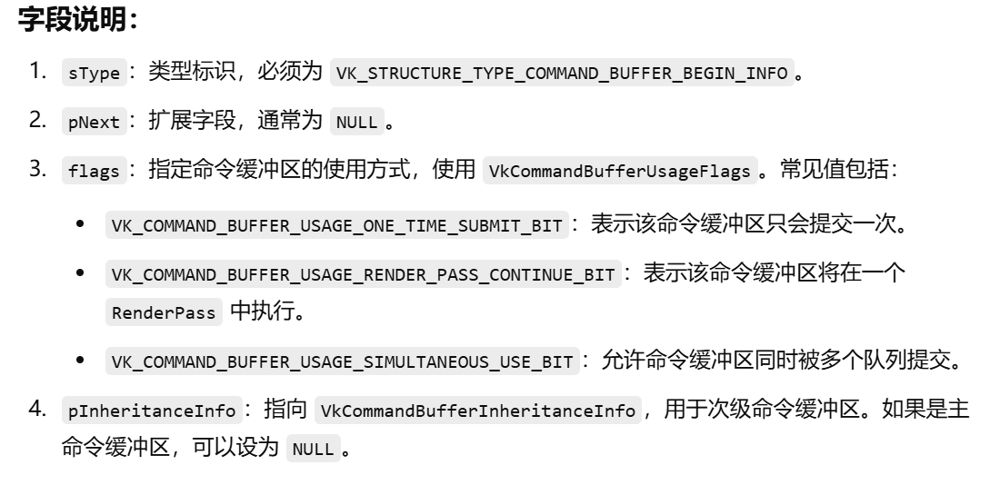 字段说明：
1. sType：类型标识，必须为 VK_STRUCTURE_TYPE_COMMAND_BUFFER_BEGIN_INFO。
2. pNext：扩展字段，通常为 NULL。
3. flags：指定命令缓冲区的使用方式，使用 VkCommandBufferUsageFlags。常见值包括：
• VK_COMMAND_BUFFER_USAGE_ONE_TIME_SUBMIT_BIT：表示该命令缓冲区只会提交一次。
• VK_COMMAND_BUFFER_USAGE_RENDER_PASS_CONTINUE_BIT：表示该命令缓冲区将在一个
RenderPass 中执行。
• VK_COMMAND_BUFFER_USAGE_SIMULTANEOUS_USE_BIT：允许命令缓冲区同时被多个队列提交。
4. pInheritanceInfo：指向 VkCommandBufferInheritanceInfo，用于次级命令缓冲区。如果是主
命令缓冲区，可以设为 NULL。